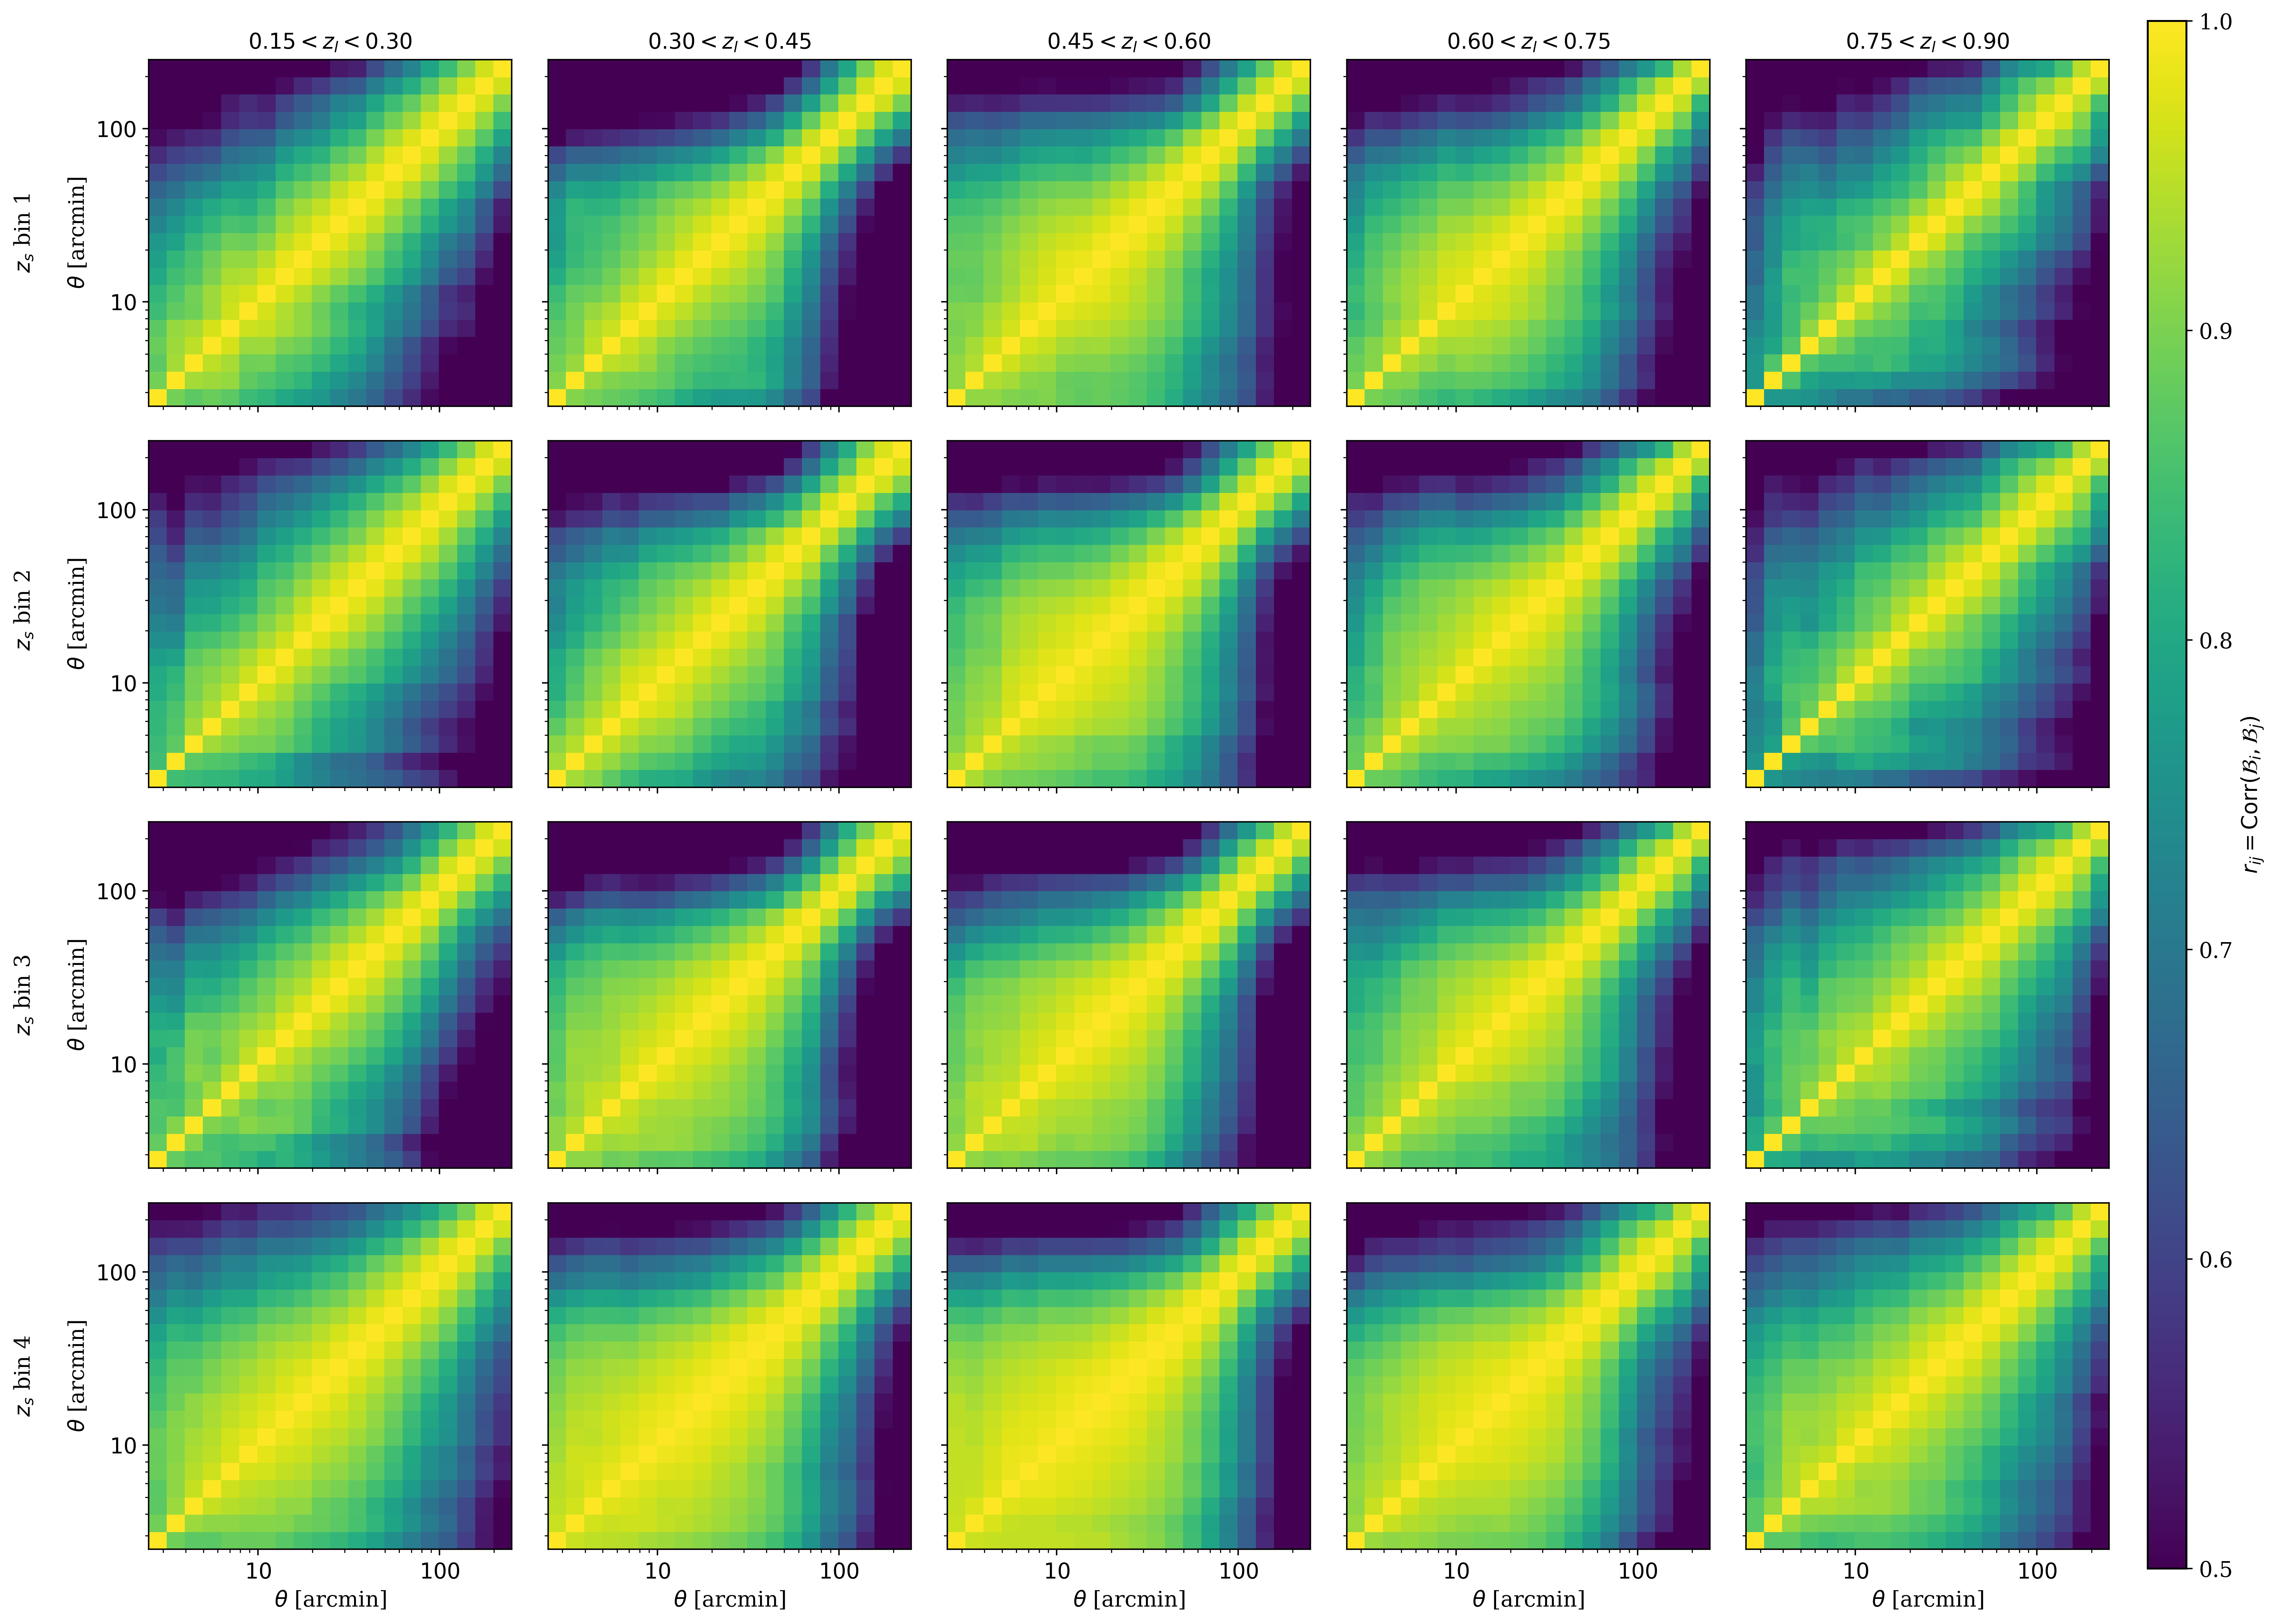 0.15 < z_l < 0.30
0.30 < z_l < 0.45
0.45 < z_l < 0.60
0.60 < z_l < 0.75
0.75 < z_l < 0.90
z_s bin 1
θ [arcmin]
100
10
z_s bin 2
θ [arcmin]
100
10
z_s bin 3
θ [arcmin]
100
10
z_s bin 4
θ [arcmin]
100
10
10 100
θ [arcmin]
10 100
θ [arcmin]
10 100
θ [arcmin]
10 100
θ [arcmin]
10 100
θ [arcmin]
1.0
0.9
0.8
0.7
0.6
0.5
r_{ij} = Corr(ℬ_i, ℬ_j)